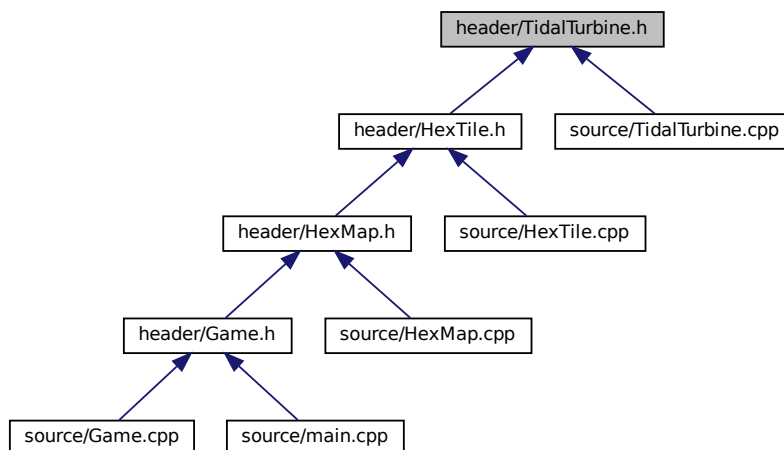 header/TidalTurbine.h
header/HexTile.h
source/TidalTurbine.cpp
header/HexMap.h
source/HexTile.cpp
header/Game.h
source/HexMap.cpp
source/Game.cpp
source/main.cpp